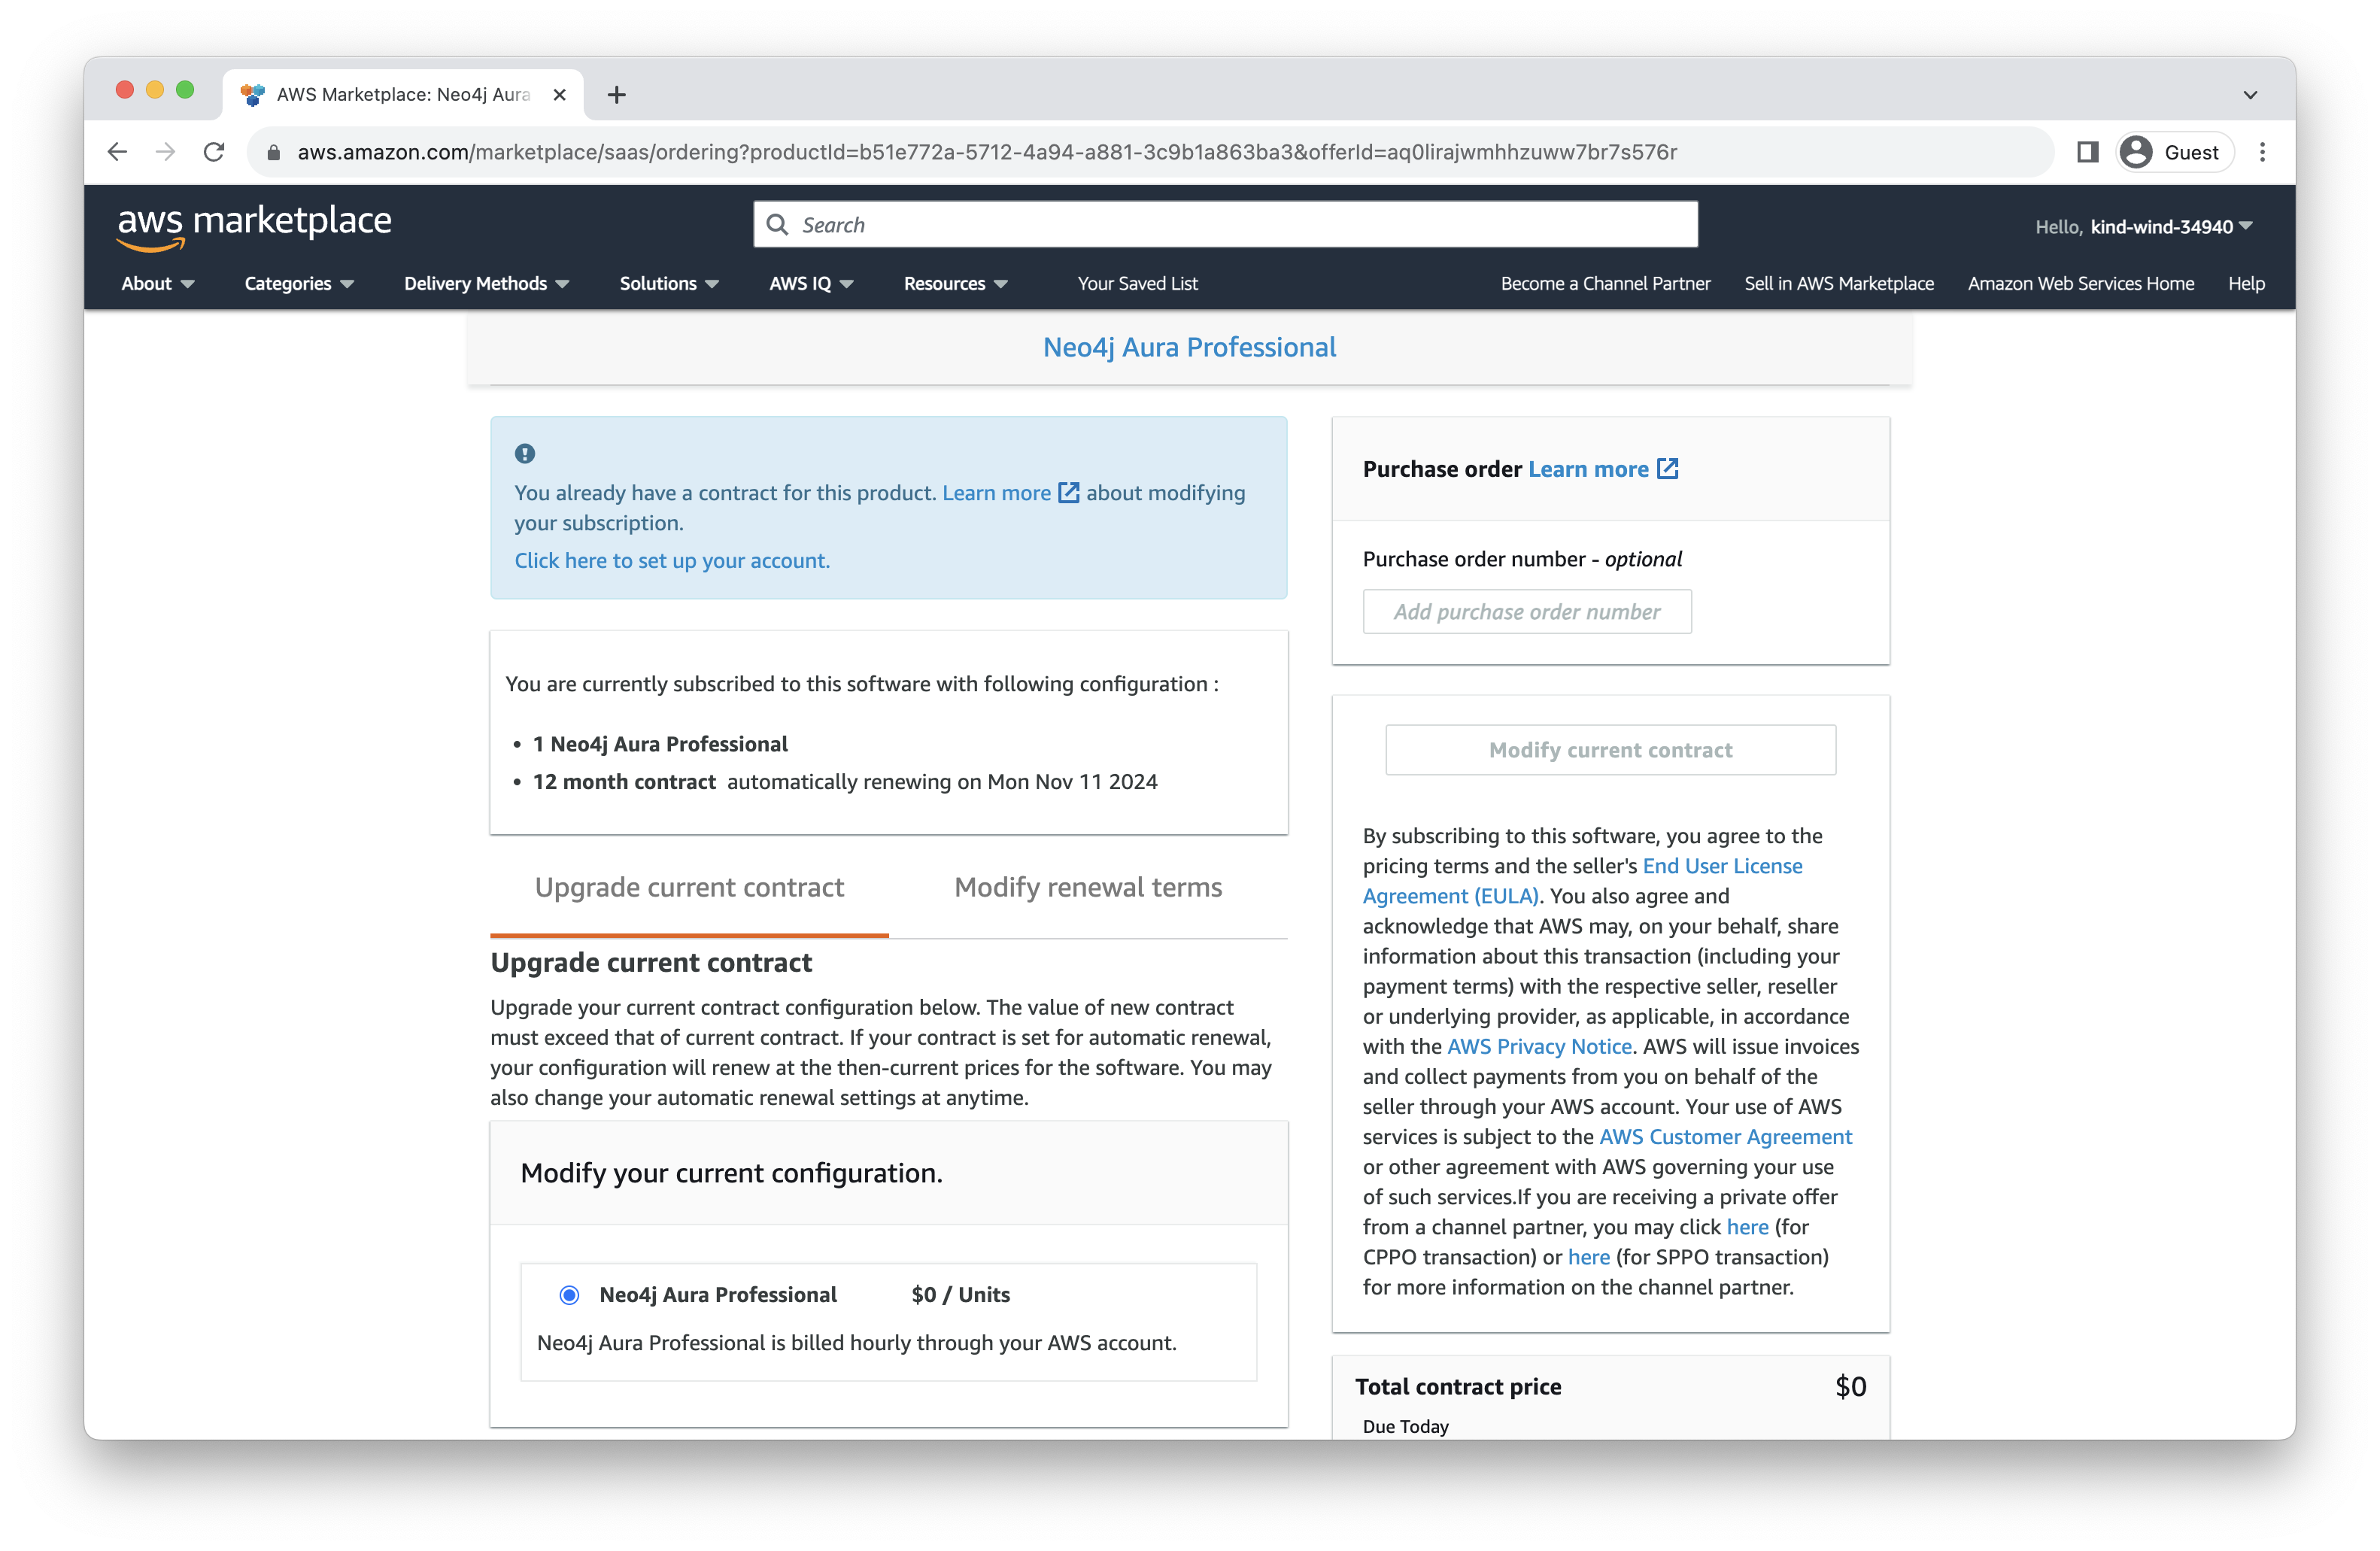 AWS Marketplace: Neo4j Aura
aws.amazon.com/marketplace/saas/ordering?productId=b51e772a-5712-4a94-a881-3c9b1a863ba3&offerId=aq0lirajwmhhzuww7br7s576r
Guest
aws marketplace
Search
Hello, kind-wind-34940
About
Categories
Delivery Methods
Solutions
AWS IQ
Resources
Your Saved List
Become a Channel Partner
Sell in AWS Marketplace
Amazon Web Services Home
Help
Neo4j Aura Professional
You already have a contract for this product. Learn more about modifying
your subscription.
Click here to set up your account.
You are currently subscribed to this software with following configuration :
• 1 Neo4j Aura Professional
• 12 month contract automatically renewing on Mon Nov 11 2024
Upgrade current contract
Modify renewal terms
Upgrade current contract
Upgrade your current contract configuration below. The value of new contract
must exceed that of current contract. If your contract is set for automatic renewal,
your configuration will renew at the then-current prices for the software. You may
also change your automatic renewal settings at anytime.
Modify your current configuration.
Neo4j Aura Professional $0 / Units
Neo4j Aura Professional is billed hourly through your AWS account.
Purchase order Learn more
Purchase order number - optional
Add purchase order number
Modify current contract
By subscribing to this software, you agree to the
pricing terms and the seller's End User License
Agreement (EULA). You also agree and
acknowledge that AWS may, on your behalf, share
information about this transaction (including your
payment terms) with the respective seller, reseller
or underlying provider, as applicable, in accordance
with the AWS Privacy Notice. AWS will issue invoices
and collect payments from you on behalf of the
seller through your AWS account. Your use of AWS
services is subject to the AWS Customer Agreement
or other agreement with AWS governing your use
of such services.If you are receiving a private offer
from a channel partner, you may click here (for
CPPO transaction) or here (for SPPO transaction)
for more information on the channel partner.
Total contract price $0
Due Today